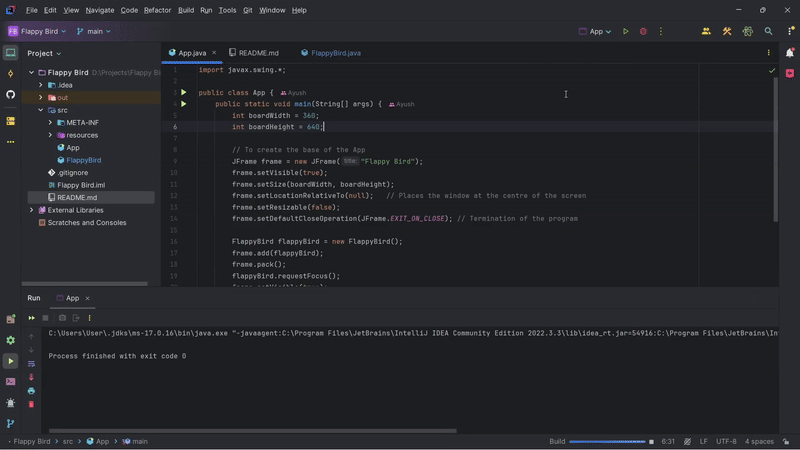 File Edit View Navigate Code Refactor Build Run Tools Git Window Help
FB Flappy Bird main App
Project
App.java README.md FlappyBird.java
Flappy Bird D:\Projects\Flappy Bi
.idea
out
src
META-INF
resources
App
FlappyBird
.gitignore
Flappy Bird.iml
README.md
External Libraries
Scratches and Consoles
1 import javax.swing.*;
2
3 public class App { Ayush
4 public static void main(String[] args) { Ayush
5 int boardWidth = 360;
6 int boardHeight = 640;
7
8 // To create the base of the App
9 JFrame frame = new JFrame( title: "Flappy Bird");
10 frame.setVisible(true);
11 frame.setSize(boardWidth, boardHeight);
12 frame.setLocationRelativeTo(null); // Places the window at the centre of the screen
13 frame.setResizable(false);
14 frame.setDefaultCloseOperation(JFrame.EXIT_ON_CLOSE); // Termination of the program
15
16 FlappyBird flappyBird = new FlappyBird();
17 frame.add(flappyBird);
18 frame.pack();
19 flappyBird.requestFocus();
Run App
C:\Users\User\.jdks\ms-17.0.16\bin\java.exe "-javaagent:C:\Program Files\JetBrains\IntelliJ IDEA Community Edition 2022.3.3\lib\idea_rt.jar=54916:C:\Program Files\JetBrains\Int
Process finished with exit code 0
Flappy Bird > src > App > main Build 6:31 LF UTF-8 4 spaces